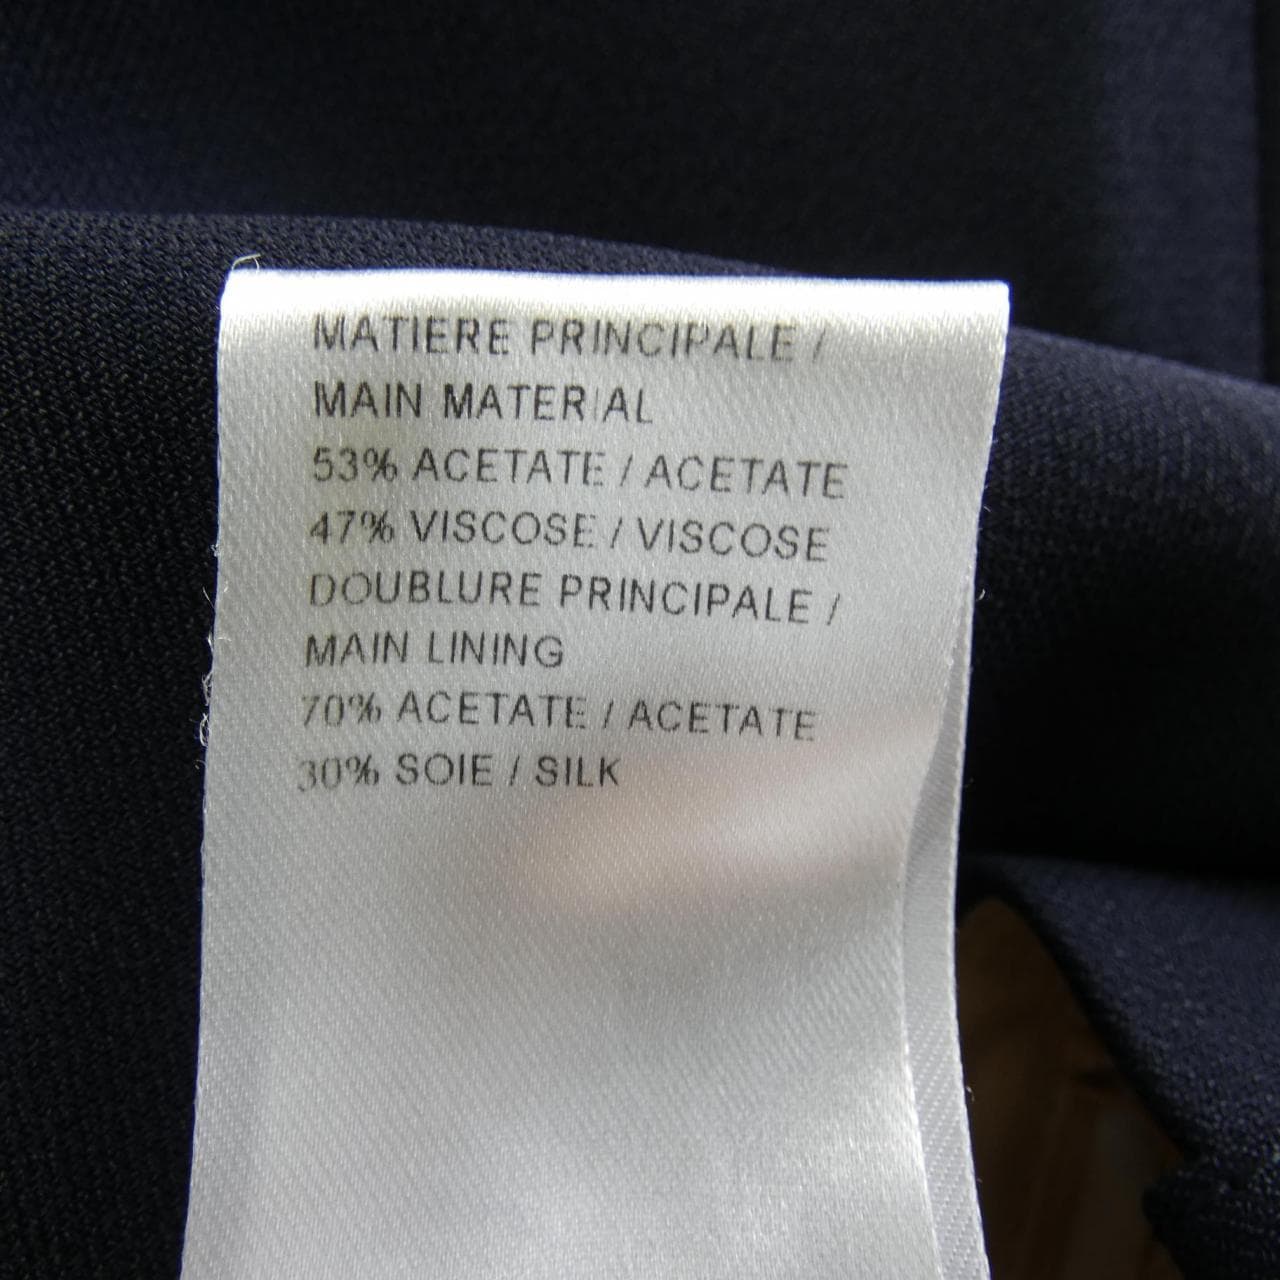 MATIERE PRINCIPALE /
MAIN MATERIAL
53% ACETATE / ACETATE
47% VISCOSE / VISCOSE
DOUBLURE PRINCIPALE /
MAIN LINING
70% ACETATE / ACETATE
30% SOIE / SILK